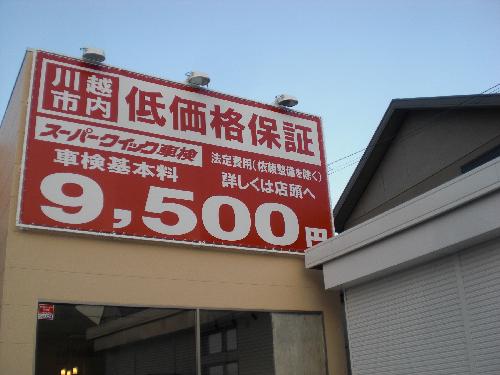 川越市内 低価格保証
スーパークイック車検
法定費用(依頼整備を除く)
車検基本料
詳しくは店頭へ
9,500円